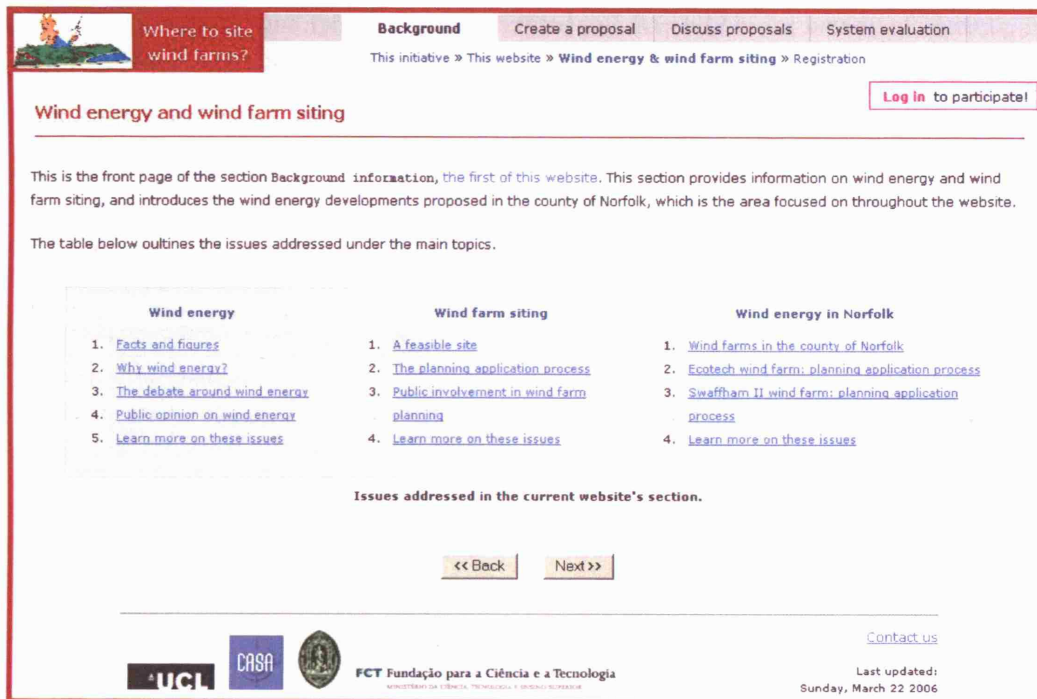 Where to site
wind farms?
Background Create a proposal Discuss proposals System evaluation
This initiative » This website » Wind energy & wind farm siting » Registration
Log in to participate!
Wind energy and wind farm siting
This is the front page of the section Background information, the first of this website. This section provides information on wind energy and wind
farm siting, and introduces the wind energy developments proposed in the county of Norfolk, which is the area focused on throughout the website.
The table below oultines the issues addressed under the main topics.
Wind energy
1. Facts and figures
2. Why wind energy?
3. The debate around wind energy
4. Public opinion on wind energy
5. Learn more on these issues
Wind farm siting
1. A feasible site
2. The planning application process
3. Public involvement in wind farm
planning
4. Learn more on these issues
Wind energy in Norfolk
1. Wind farms in the county of Norfolk
2. Ecotech wind farm: planning application process
3. Swaffham II wind farm: planning application
process
4. Learn more on these issues
Issues addressed in the current website's section.
<< Back Next >>
UCL
CASA
FCT Fundação para a Ciência e a Tecnologia
MINISTÉRIO DA CIÊNCIA, TECNOLOGIA E ENSINO SUPERIOR
Contact us
Last updated:
Sunday, March 22 2006